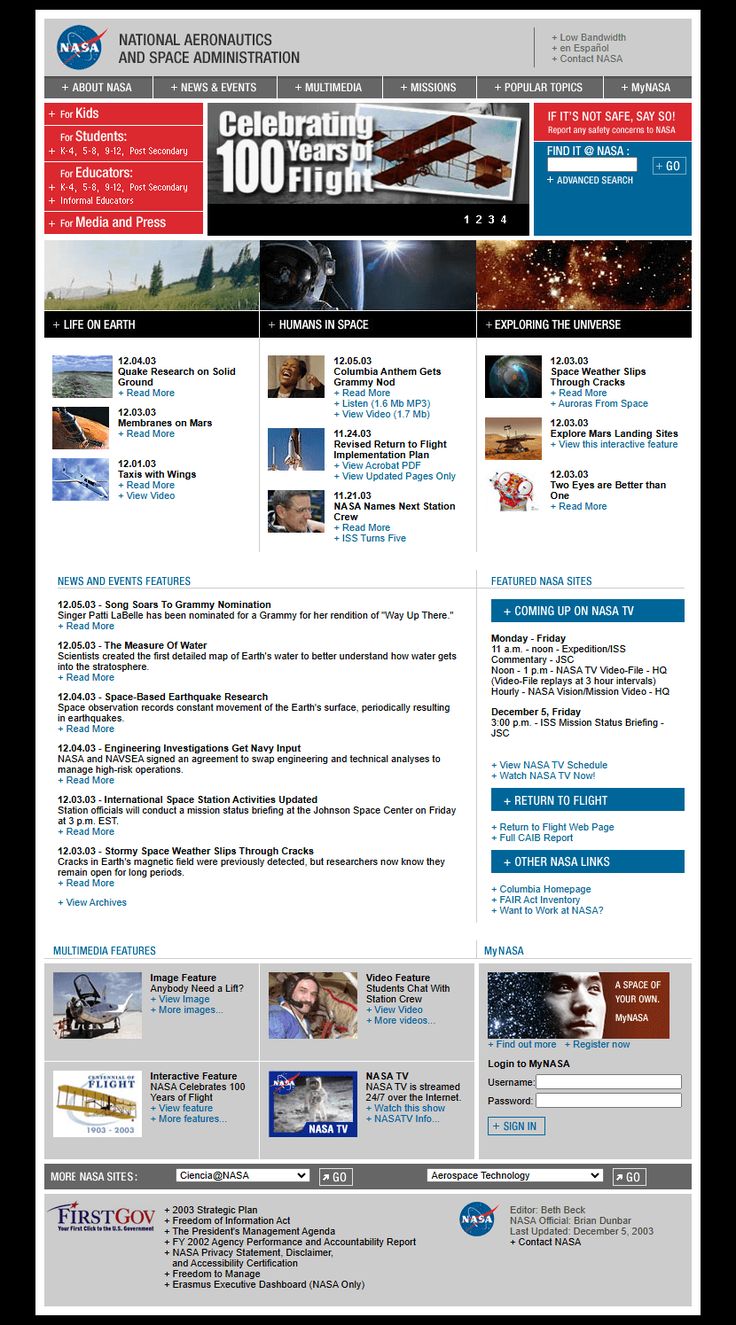 NASA
NATIONAL AERONAUTICS
AND SPACE ADMINISTRATION
+ Low Bandwidth
+ en Español
+ Contact NASA
+ ABOUT NASA
+ NEWS & EVENTS
+ MULTIMEDIA
+ MISSIONS
+ POPULAR TOPICS
+ MyNASA
+ For Kids
For Students:
+ K-4, 5-8, 9-12, Post Secondary
For Educators:
+ K-4, 5-8, 9-12, Post Secondary
+ Informal Educators
+ For Media and Press
Celebrating
100 Years of
Flight
1 2 3 4
IF IT'S NOT SAFE, SAY SO!
Report any safety concerns to NASA
FIND IT @ NASA :
+ GO
+ ADVANCED SEARCH
+ LIFE ON EARTH
+ HUMANS IN SPACE
+ EXPLORING THE UNIVERSE
12.04.03
Quake Research on Solid
Ground
+ Read More
12.03.03
Membranes on Mars
+ Read More
12.01.03
Taxis with Wings
+ Read More
+ View Video
12.05.03
Columbia Anthem Gets
Grammy Nod
+ Read More
+ Listen (1.6 Mb MP3)
+ View Video (1.7 Mb)
11.24.03
Revised Return to Flight
Implementation Plan
+ View Acrobat PDF
+ View Updated Pages Only
11.21.03
NASA Names Next Station
Crew
+ Read More
+ ISS Turns Five
12.03.03
Space Weather Slips
Through Cracks
+ Read More
+ Auroras From Space
12.03.03
Explore Mars Landing Sites
+ View this interactive feature
12.03.03
Two Eyes are Better than
One
+ Read More
NEWS AND EVENTS FEATURES
12.05.03 - Song Soars To Grammy Nomination
Singer Patti LaBelle has been nominated for a Grammy for her rendition of "Way Up There."
+ Read More
12.05.03 - The Measure Of Water
Scientists created the first detailed map of Earth's water to better understand how water gets
into the stratosphere.
+ Read More
12.04.03 - Space-Based Earthquake Research
Space observation records constant movement of the Earth's surface, periodically resulting
in earthquakes.
+ Read More
12.04.03 - Engineering Investigations Get Navy Input
NASA and NAVSEA signed an agreement to swap engineering and technical analyses to
manage high-risk operations.
+ Read More
12.03.03 - International Space Station Activities Updated
Station officials will conduct a mission status briefing at the Johnson Space Center on Friday
at 3 p.m. EST.
+ Read More
12.03.03 - Stormy Space Weather Slips Through Cracks
Cracks in Earth's magnetic field were previously detected, but researchers now know they
remain open for long periods.
+ Read More
+ View Archives
FEATURED NASA SITES
+ COMING UP ON NASA TV
Monday - Friday
11 a.m. - noon - Expedition/ISS
Commentary - JSC
Noon - 1 p.m - NASA TV Video-File - HQ
(Video-File replays at 3 hour intervals)
Hourly - NASA Vision/Mission Video - HQ
December 5, Friday
3:00 p.m. - ISS Mission Status Briefing -
JSC
+ View NASA TV Schedule
+ Watch NASA TV Now!
+ RETURN TO FLIGHT
+ Return to Flight Web Page
+ Full CAIB Report
+ OTHER NASA LINKS
+ Columbia Homepage
+ FAIR Act Inventory
+ Want to Work at NASA?
MULTIMEDIA FEATURES
Image Feature
Anybody Need a Lift?
+ View Image
+ More images...
Video Feature
Students Chat With
Station Crew
+ View Video
+ More videos...
CENTENNIAL OF
FLIGHT
1903 - 2003
Interactive Feature
NASA Celebrates 100
Years of Flight
+ View feature
+ More features...
NASA
NASA TV
NASA TV
NASA TV is streamed
24/7 over the Internet.
+ Watch this show
+ NASATV Info...
MyNASA
A SPACE OF
YOUR OWN.
MyNASA
+ Find out more + Register now
Login to MyNASA
Username:
Password:
+ SIGN IN
MORE NASA SITES :
Ciencia@NASA
GO
Aerospace Technology
GO
FIRSTGOV
Your First Click to the U.S. Government
+ 2003 Strategic Plan
+ Freedom of Information Act
+ The President's Management Agenda
+ FY 2002 Agency Performance and Accountability Report
+ NASA Privacy Statement, Disclaimer,
and Accessibility Certification
+ Freedom to Manage
+ Erasmus Executive Dashboard (NASA Only)
NASA
Editor: Beth Beck
NASA Official: Brian Dunbar
Last Updated: December 5, 2003
+ Contact NASA